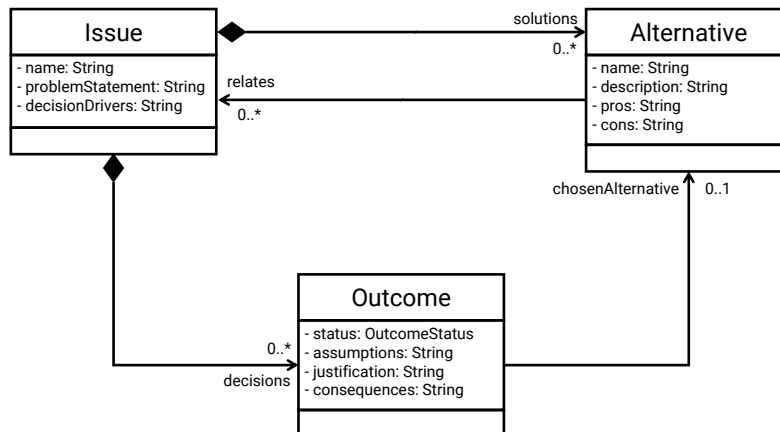 Issue
- name: String
- problemStatement: String
- decisionDrivers: String
solutions
0..*
relates
0..*
Alternative
- name: String
- description: String
- pros: String
- cons: String
chosenAlternative
0..1
Outcome
- status: OutcomeStatus
- assumptions: String
- justification: String
- consequences: String
0..*
decisions